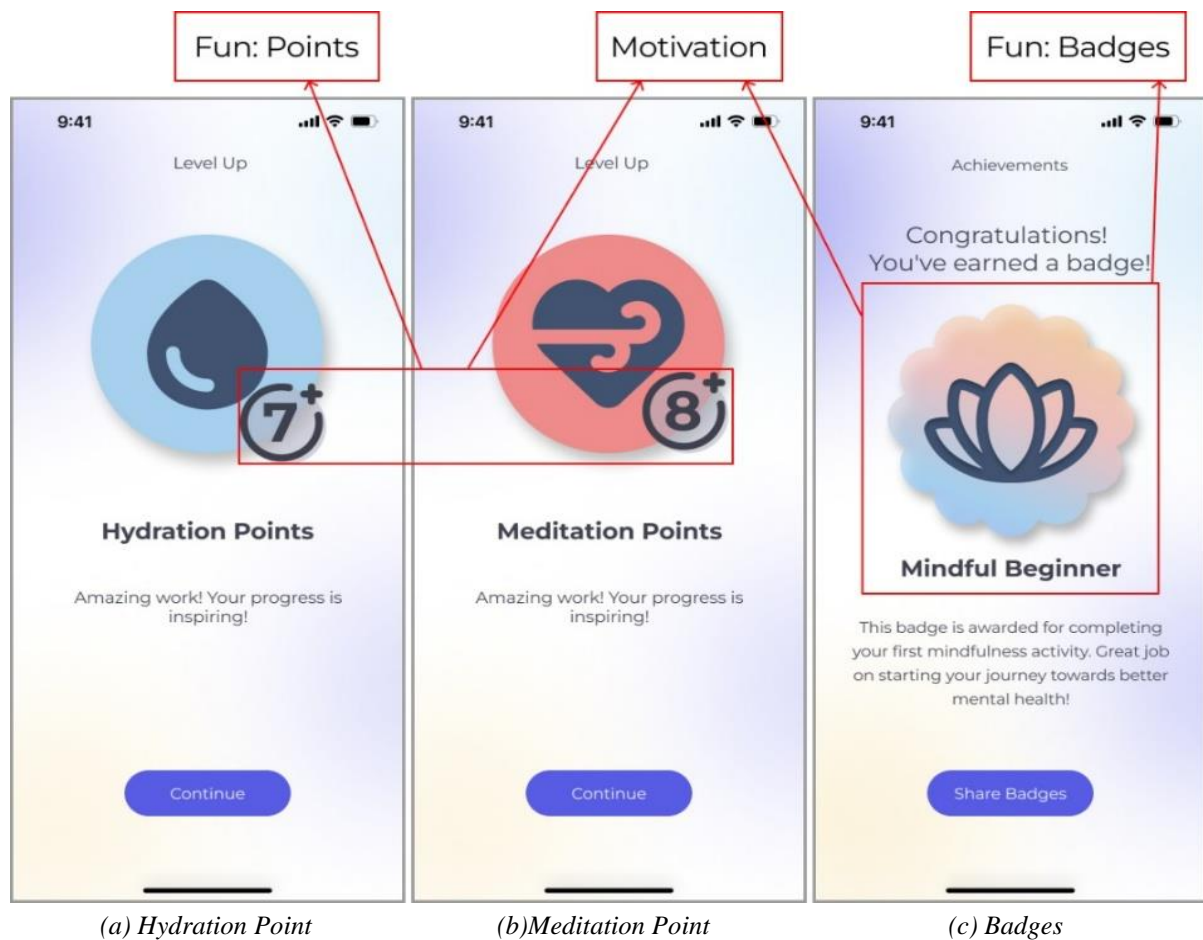 Fun: Points
Motivation
Fun: Badges
9:41
Level Up
7+
Hydration Points
Amazing work! Your progress is
inspiring!
Continue
9:41
Level Up
8+
Meditation Points
Amazing work! Your progress is
inspiring!
Continue
9:41
Achievements
Congratulations!
You've earned a badge!
Mindful Beginner
This badge is awarded for completing
your first mindfulness activity. Great job
on starting your journey towards better
mental health!
Share Badges
(a) Hydration Point
(b)Meditation Point
(c) Badges